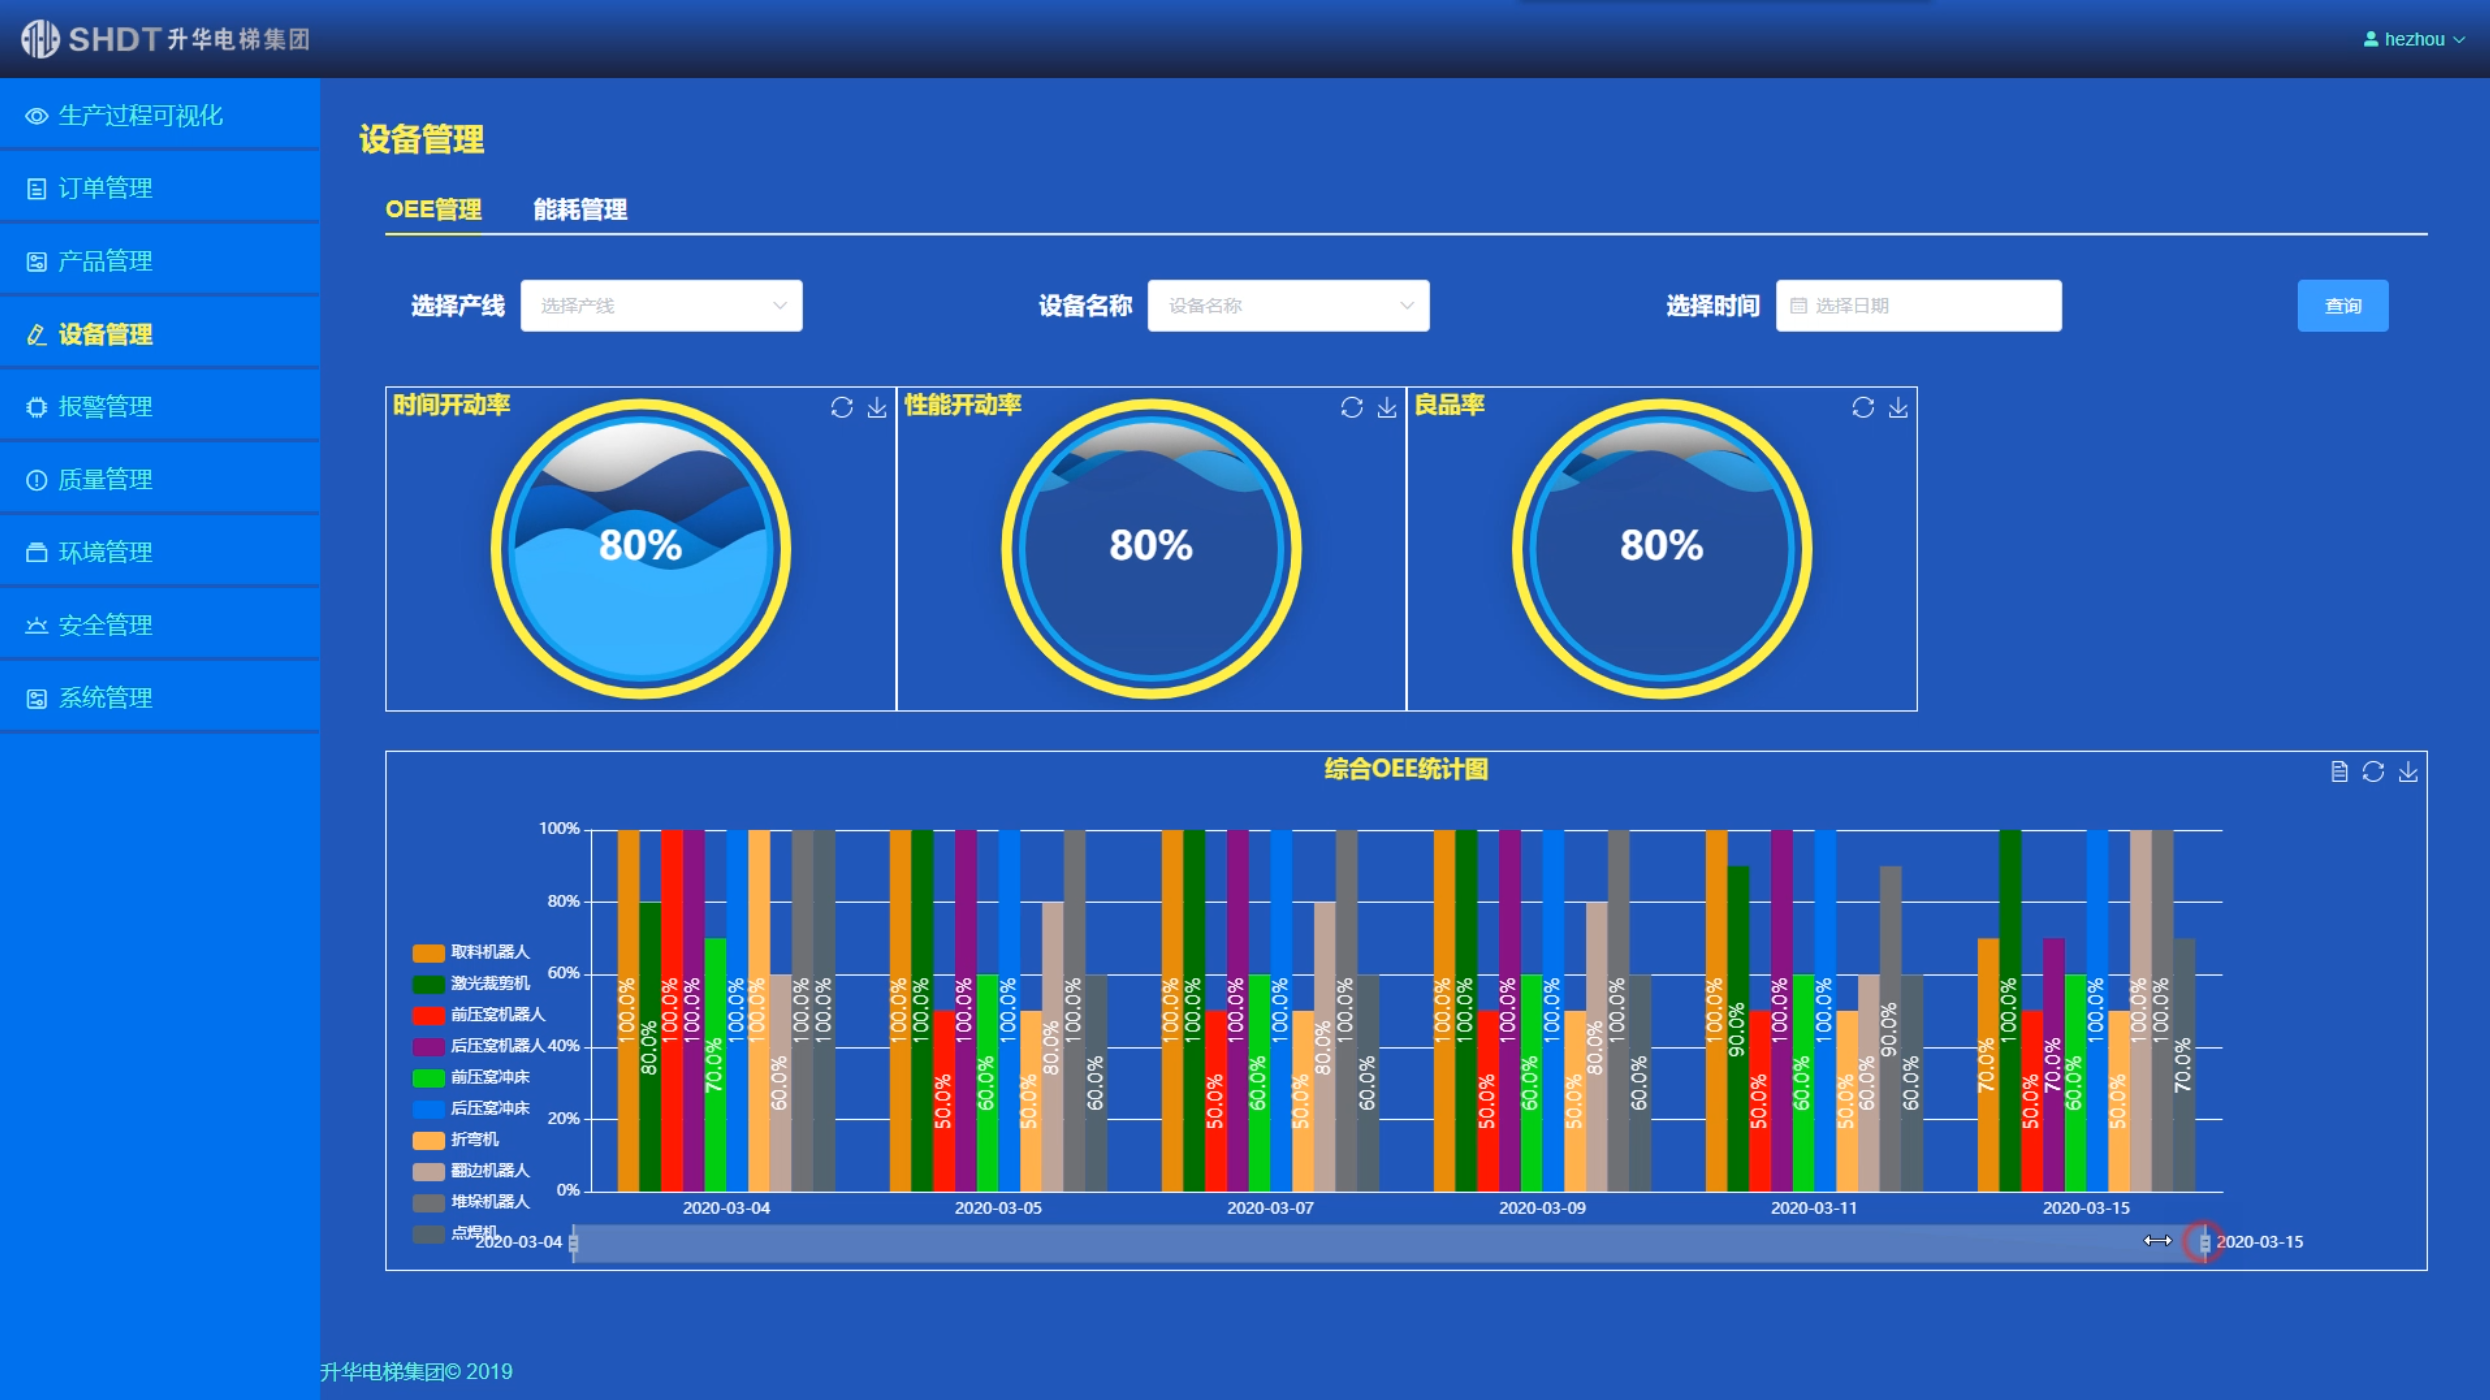 SHDT升华电梯集团
hezhou
生产过程可视化
订单管理
产品管理
设备管理
报警管理
质量管理
环境管理
安全管理
系统管理
设备管理
OEE管理 能耗管理
选择产线 选择产线 设备名称 设备名称 选择时间 选择日期 查询
时间开动率 性能开动率 良品率
80% 80% 80%
综合OEE统计图
100%
80%
60%
40%
20%
0%
取料机器人
激光裁剪机
前压窝机器人
后压窝机器人
前压窝冲床
后压窝冲床
折弯机
翻边机器人
堆垛机器人
点焊机
100.0% 80.0% 100.0% 100.0% 70.0% 100.0% 100.0% 60.0% 100.0% 100.0%
100.0% 100.0% 50.0% 100.0% 60.0% 100.0% 50.0% 80.0% 100.0% 60.0%
100.0% 100.0% 50.0% 100.0% 60.0% 100.0% 50.0% 80.0% 100.0% 60.0%
100.0% 100.0% 50.0% 100.0% 60.0% 100.0% 50.0% 80.0% 100.0% 60.0%
100.0% 90.0% 50.0% 100.0% 60.0% 100.0% 50.0% 60.0% 90.0% 60.0%
70.0% 100.0% 50.0% 70.0% 60.0% 100.0% 50.0% 100.0% 100.0% 70.0%
2020-03-04 2020-03-05 2020-03-07 2020-03-09 2020-03-11 2020-03-15
2020-03-04 2020-03-15
升华电梯集团© 2019